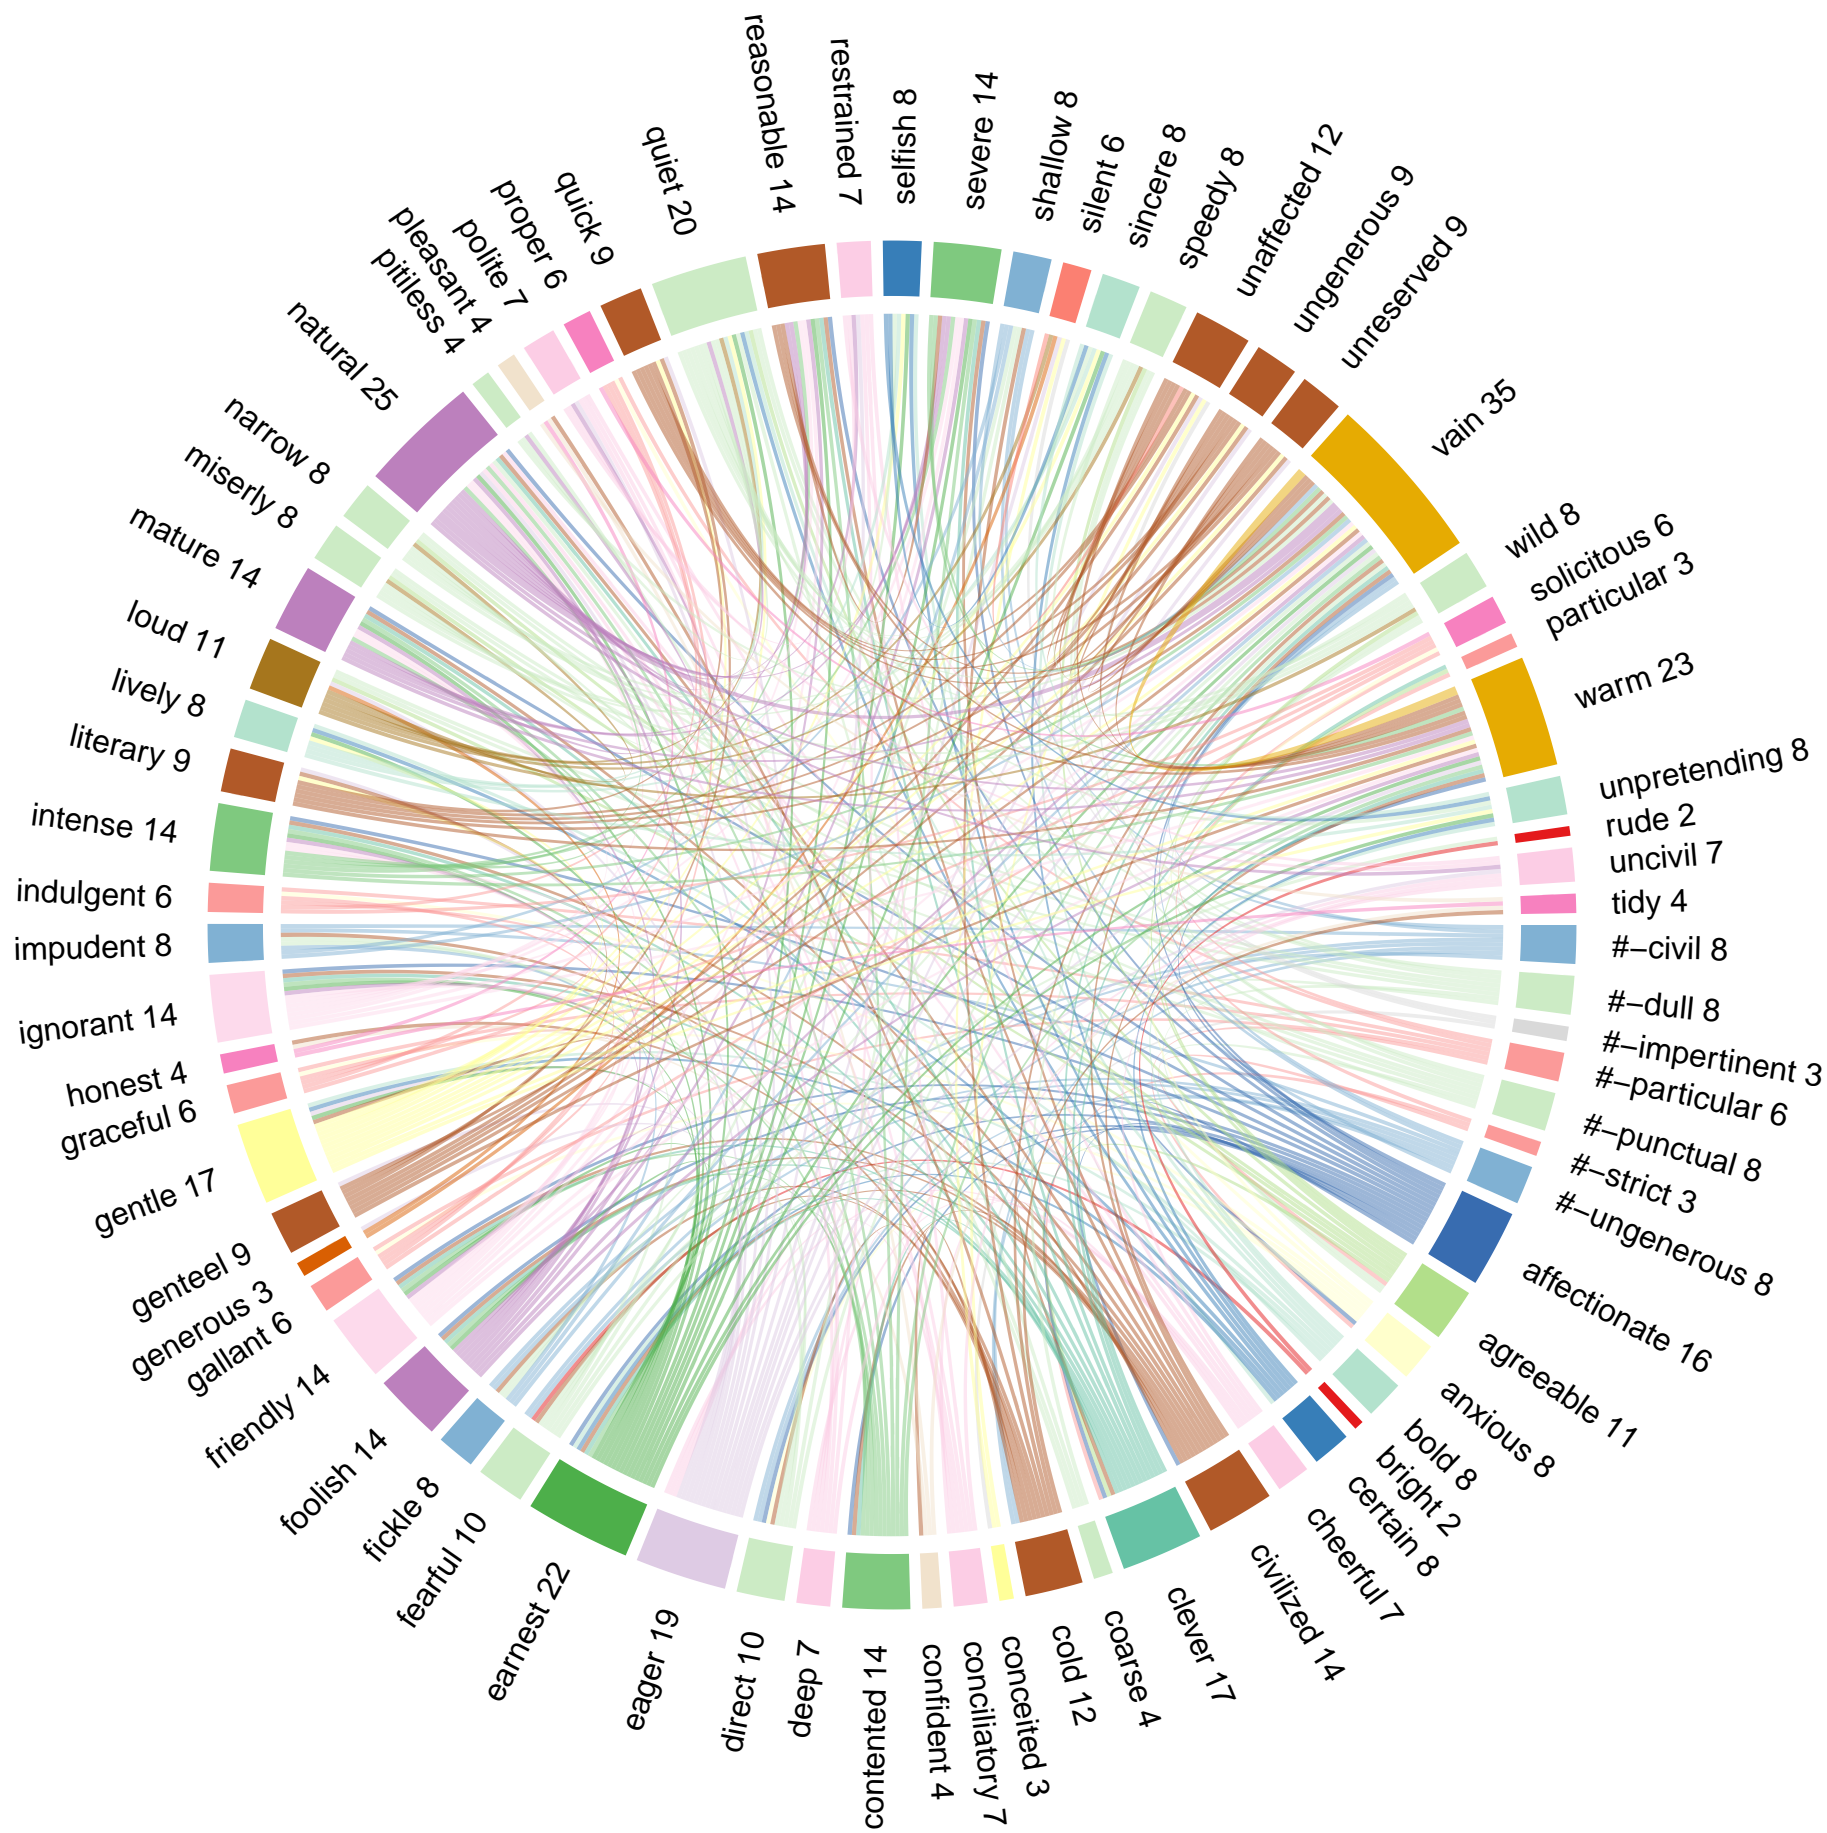 selfish 8
severe 14
shallow 8
silent 6
sincere 8
speedy 8
unaffected 12
ungenerous 9
unreserved 9
vain 35
wild 8
solicitous 6
particular 3
warm 23
unpretending 8
rude 2
uncivil 7
tidy 4
#–civil 8
#–dull 8
#–impertinent 3
#–particular 6
#–punctual 8
#–strict 3
#–ungenerous 8
affectionate 16
agreeable 11
anxious 8
bold 8
bright 2
certain 8
cheerful 7
civilized 14
clever 17
coarse 4
cold 12
conceited 3
conciliatory 7
confident 4
contented 14
deep 7
direct 10
eager 19
earnest 22
fearful 10
fickle 8
foolish 14
friendly 14
gallant 6
generous 3
genteel 9
gentle 17
graceful 6
honest 4
ignorant 14
impudent 8
indulgent 6
intense 14
literary 9
lively 8
loud 11
mature 14
miserly 8
narrow 8
natural 25
pitiless 4
pleasant 4
polite 7
proper 6
quick 9
quiet 20
reasonable 14
restrained 7